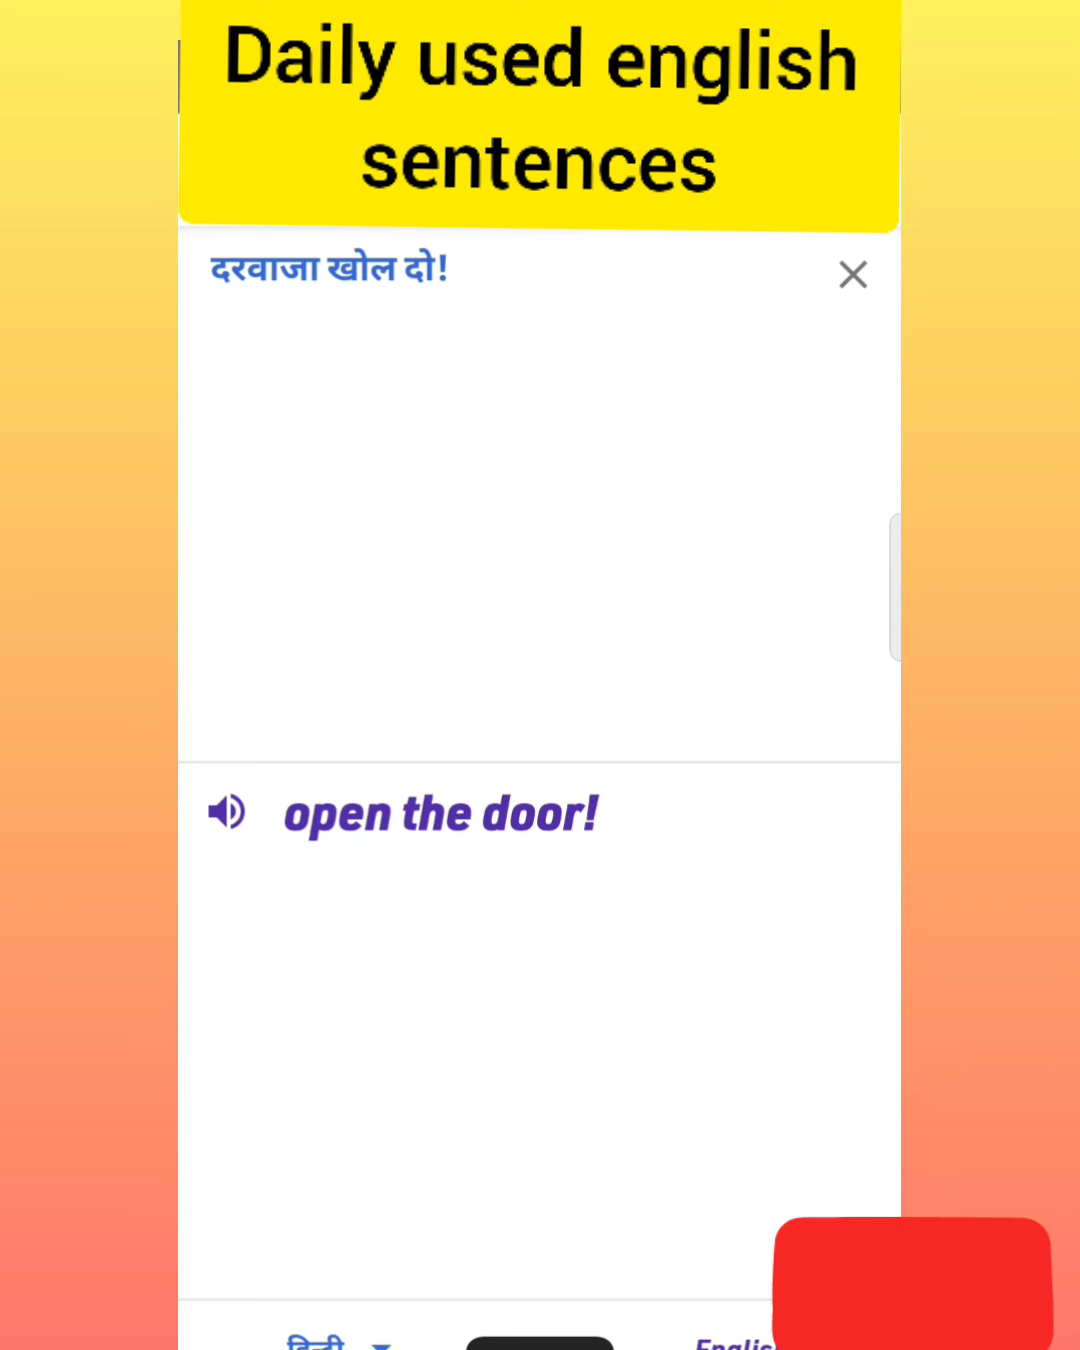 Daily used english
sentences
दरवाजा खोल दो!
open the door!
हिन्दी